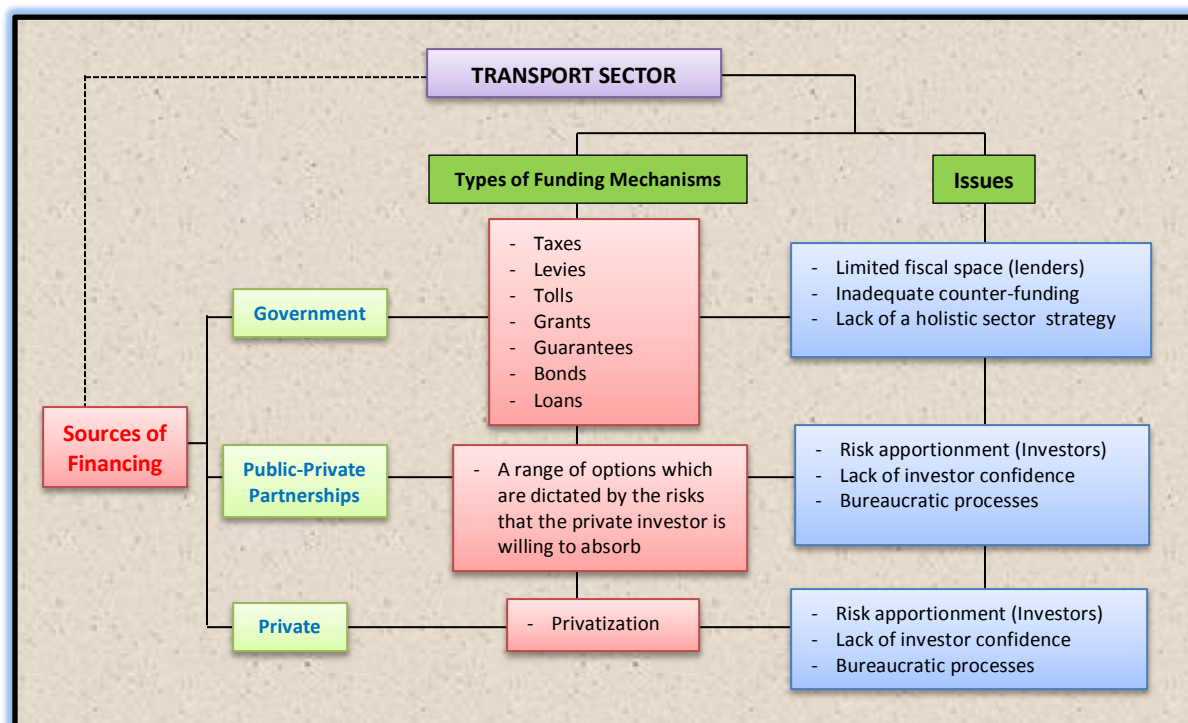 TRANSPORT SECTOR
Types of Funding Mechanisms
Issues
Sources of
Financing
Government
- Taxes
- Levies
- Tolls
- Grants
- Guarantees
- Bonds
- Loans
- Limited fiscal space (lenders)
- Inadequate counter-funding
- Lack of a holistic sector strategy
Public-Private
Partnerships
- A range of options which
are dictated by the risks
that the private investor is
willing to absorb
- Risk apportionment (Investors)
- Lack of investor confidence
- Bureaucratic processes
Private
- Privatization
- Risk apportionment (Investors)
- Lack of investor confidence
- Bureaucratic processes